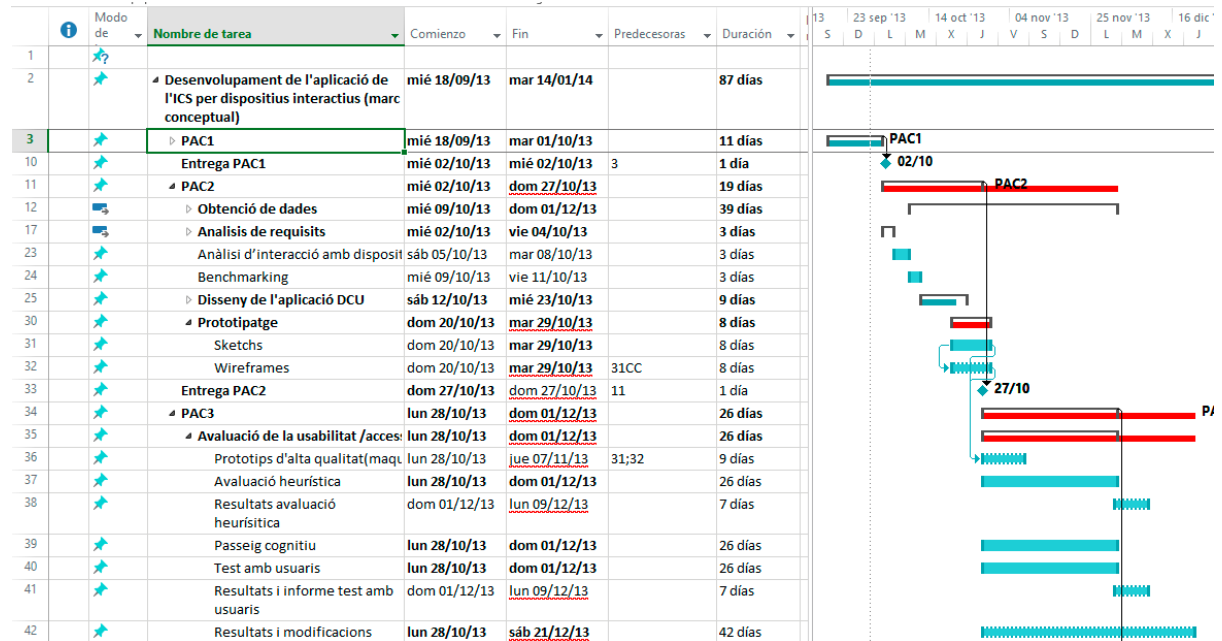 Modo de
Nombre de tarea Comienzo Fin Predecesoras Duración
13 23 sep '13 14 oct '13 04 nov '13 25 nov '13 16 dic '
S D L M X J V S D L M X J
1
2 Desenvolupament de l'aplicació de mié 18/09/13 mar 14/01/14 87 días
l'ICS per dispositius interactius (marc
conceptual)
3 PAC1 mié 18/09/13 mar 01/10/13 11 días PAC1
10 Entrega PAC1 mié 02/10/13 mié 02/10/13 3 1 día 02/10
11 PAC2 mié 02/10/13 dom 27/10/13 19 días PAC2
12 Obtenció de dades mié 09/10/13 dom 01/12/13 39 días
17 Analisis de requisits mié 02/10/13 vie 04/10/13 3 días
23 Anàlisi d'interacció amb disposit sáb 05/10/13 mar 08/10/13 3 días
24 Benchmarking mié 09/10/13 vie 11/10/13 3 días
25 Disseny de l'aplicació DCU sáb 12/10/13 mié 23/10/13 9 días
30 Prototipatge dom 20/10/13 mar 29/10/13 8 días
31 Sketchs dom 20/10/13 mar 29/10/13 8 días
32 Wireframes dom 20/10/13 mar 29/10/13 31CC 8 días
33 Entrega PAC2 dom 27/10/13 dom 27/10/13 11 1 día 27/10
34 PAC3 lun 28/10/13 dom 01/12/13 26 días PA
35 Avaluació de la usabilitat /acces lun 28/10/13 dom 01/12/13 26 días
36 Prototips d'alta qualitat(maqu lun 28/10/13 jue 07/11/13 31;32 9 días
37 Avaluació heurística lun 28/10/13 dom 01/12/13 26 días
38 Resultats avaluació dom 01/12/13 lun 09/12/13 7 días
heurísitica
39 Passeig cognitiu lun 28/10/13 dom 01/12/13 26 días
40 Test amb usuaris lun 28/10/13 dom 01/12/13 26 días
41 Resultats i informe test amb dom 01/12/13 lun 09/12/13 7 días
usuaris
42 Resultats i modificacions lun 28/10/13 sáb 21/12/13 42 días